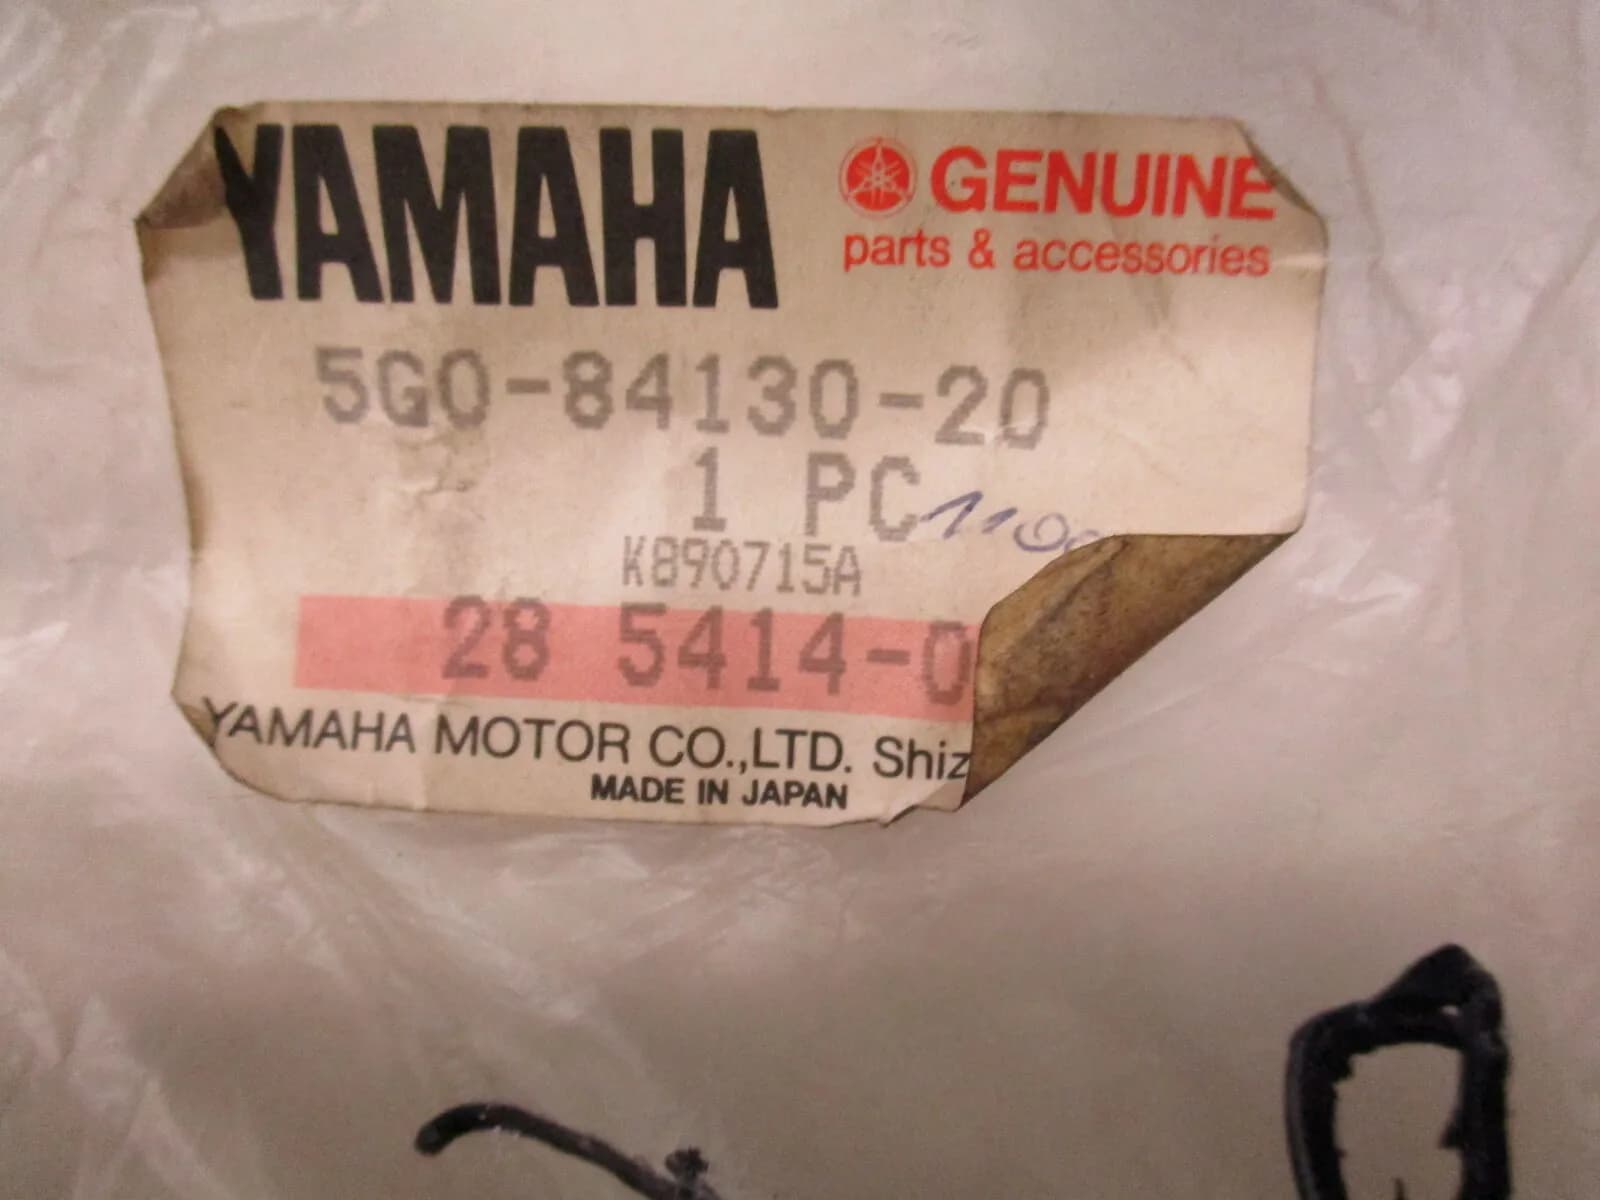 YAMAHA
GENUINE
parts & accessories
5G0-84130-20
1 PC
K890715A
28 5414-0
YAMAHA MOTOR CO.,LTD. Shiz
MADE IN JAPAN